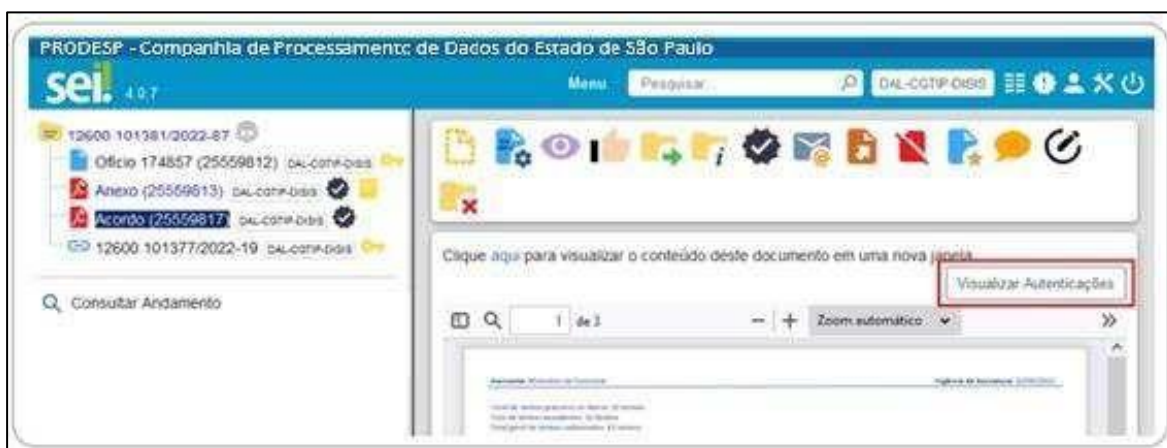 PRODESP - Companhia de Processamento de Dados do Estado de São Paulo
sei! 4.0.7
Menu Pesquisar... DAL-CGTIP-DISIS
12600 101381/2022-87
Ofício 174857 (25559812) DAL-CGTIP-DISIS
Anexo (25559813) DAL-CGTIP-DISIS
Acordo (25559817) DAL-CGTIP-DISIS
12600 101377/2022-19 DAL-CGTIP-DISIS
Consultar Andamento
Clique aqui para visualizar o conteúdo deste documento em uma nova janela.
Visualizar Autenticações
1 de 3
Zoom automático